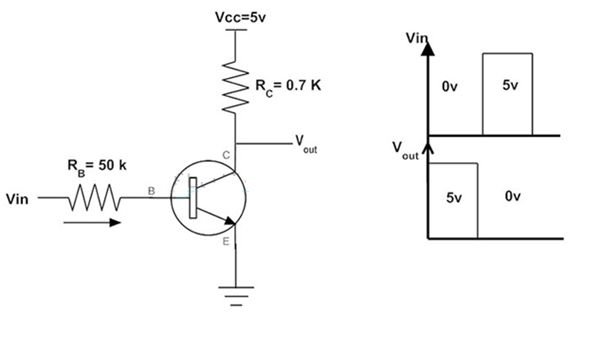 Vcc=5v
R_C = 0.7 K
C
V_out
R_B = 50 k
Vin
B
E
Vin
0v
5v
V_out
5v
0v